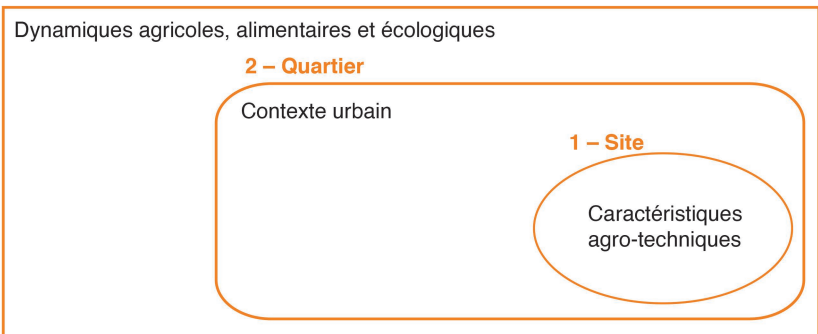 Dynamiques agricoles, alimentaires et écologiques
2 – Quartier
Contexte urbain
1 – Site
Caractéristiques
agro-techniques